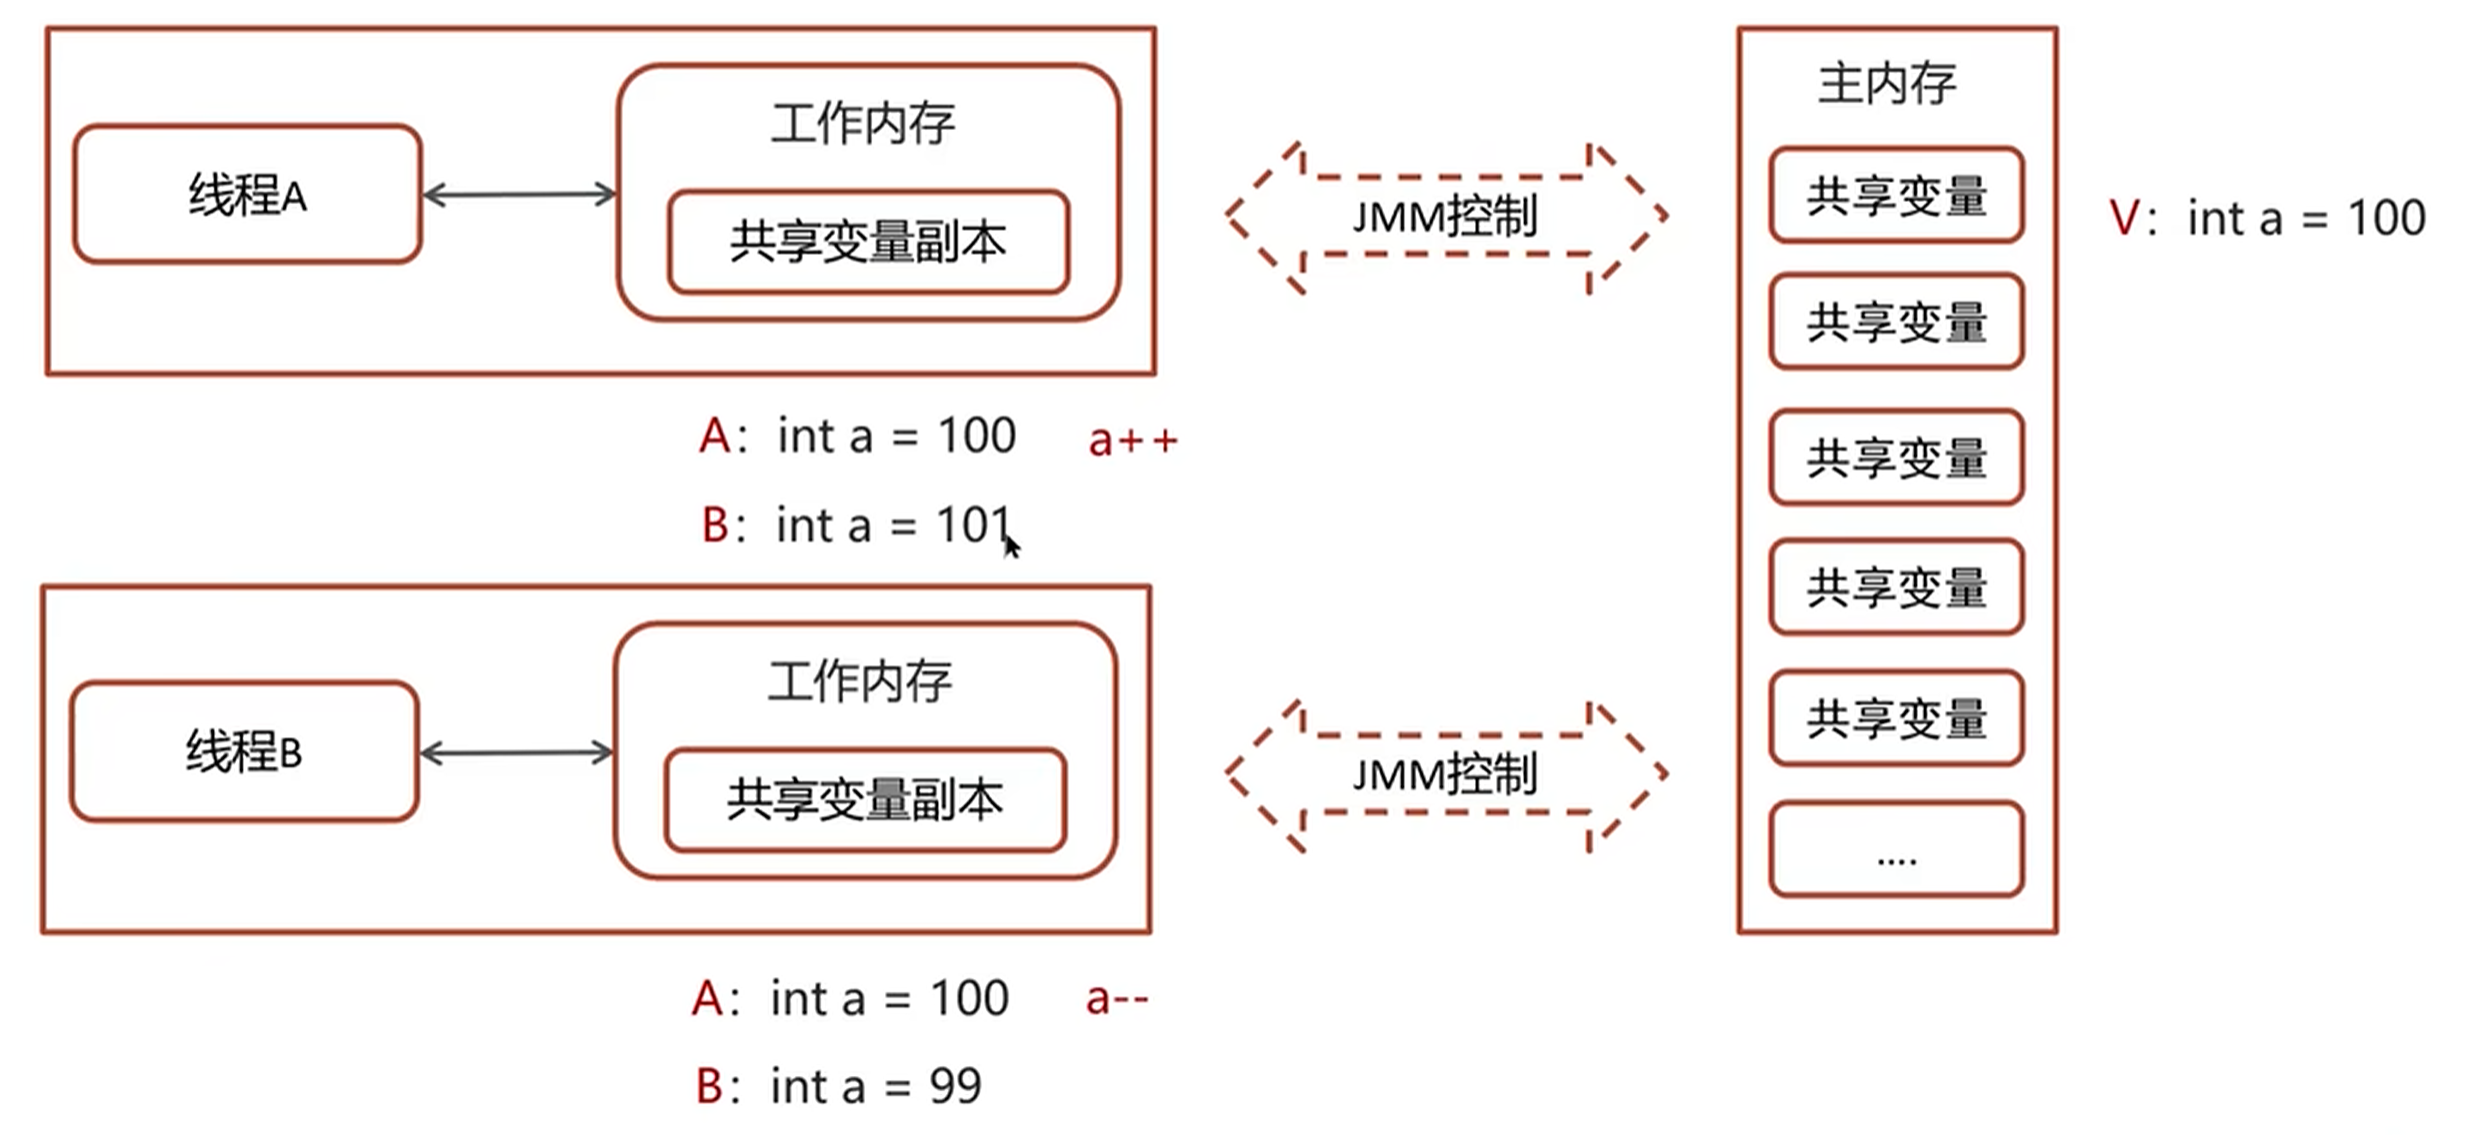 线程A
工作内存
共享变量副本
A: int a = 100 a++
B: int a = 101
JMM控制
线程B
工作内存
共享变量副本
A: int a = 100 a--
B: int a = 99
JMM控制
主内存
共享变量
共享变量
共享变量
共享变量
共享变量
....
V: int a = 100